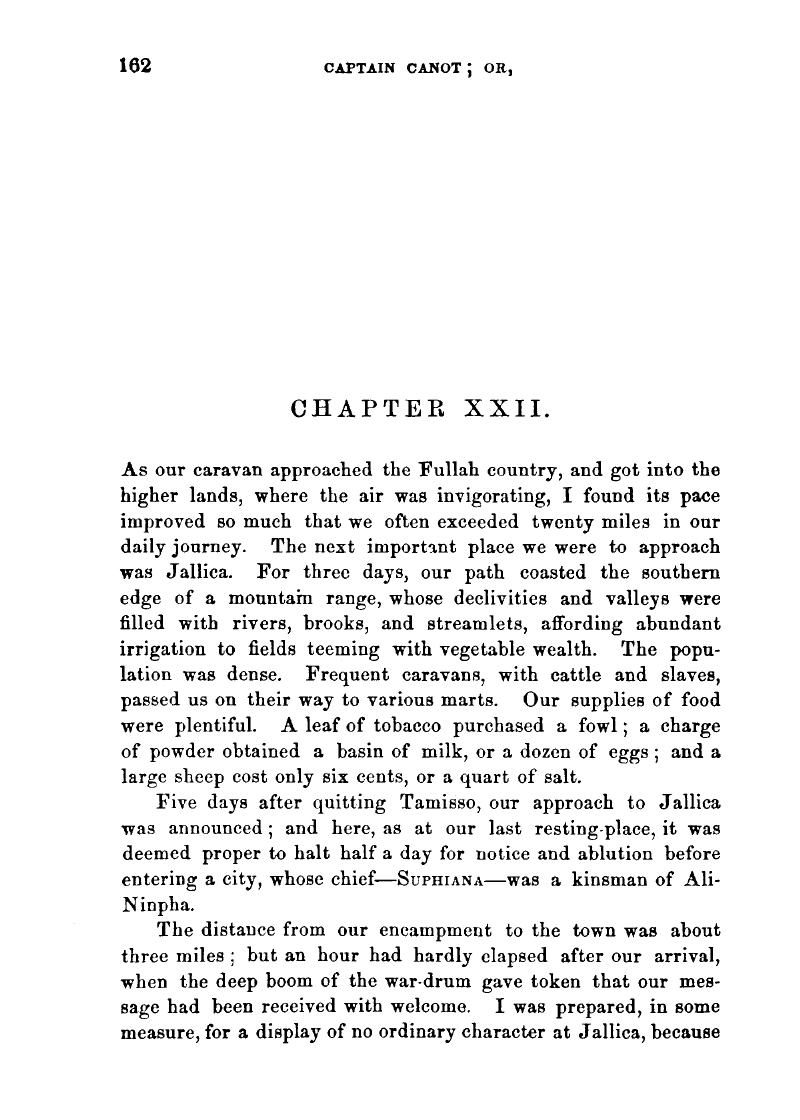 162 CAPTAIN CANOT; OR,
CHAPTER XXII.
As our caravan approached the Fullah country, and got into the
higher lands, where the air was invigorating, I found its pace
improved so much that we often exceeded twenty miles in our
daily journey. The next important place we were to approach
was Jallica. For three days, our path coasted the southern
edge of a mountain range, whose declivities and valleys were
filled with rivers, brooks, and streamlets, affording abundant
irrigation to fields teeming with vegetable wealth. The popu-
lation was dense. Frequent caravans, with cattle and slaves,
passed us on their way to various marts. Our supplies of food
were plentiful. A leaf of tobacco purchased a fowl; a charge
of powder obtained a basin of milk, or a dozen of eggs; and a
large sheep cost only six cents, or a quart of salt.
Five days after quitting Tamisso, our approach to Jallica
was announced; and here, as at our last resting-place, it was
deemed proper to halt half a day for notice and ablution before
entering a city, whose chief—SUPHIANA—was a kinsman of Ali-
Ninpha.
The distance from our encampment to the town was about
three miles; but an hour had hardly elapsed after our arrival,
when the deep boom of the war-drum gave token that our mes-
sage had been received with welcome. I was prepared, in some
measure, for a display of no ordinary character at Jallica, because